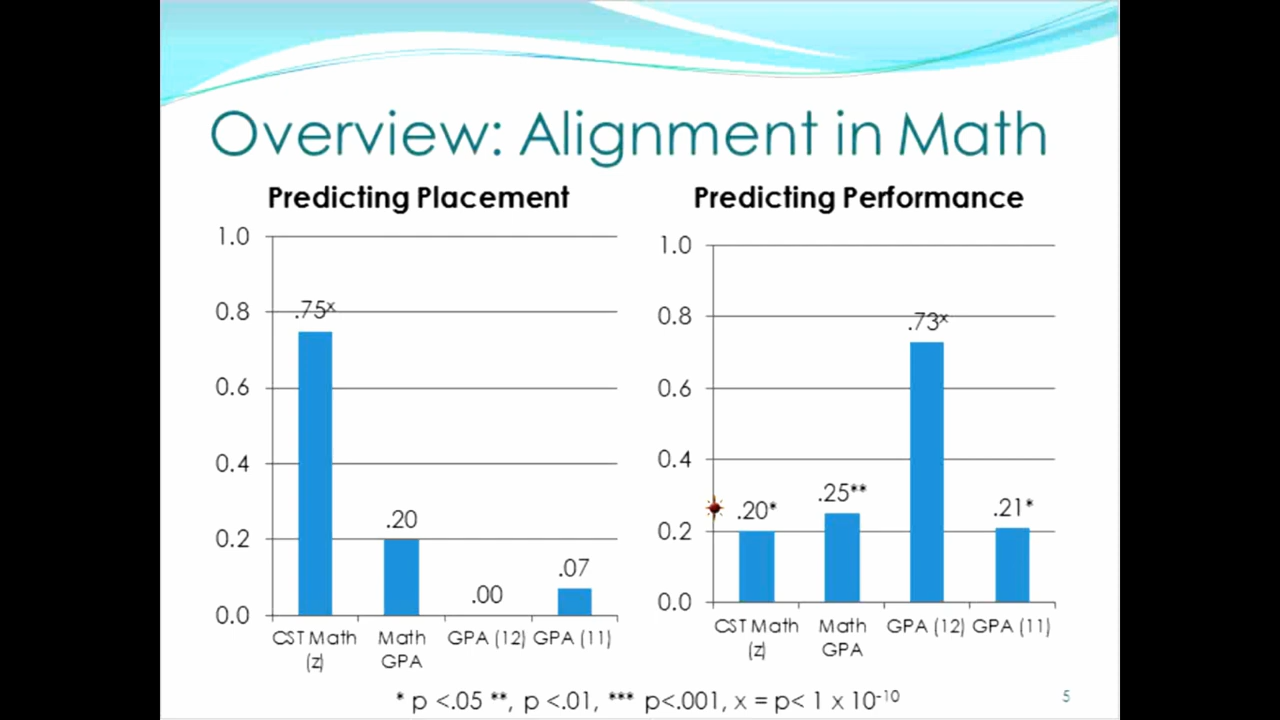 Overview: Alignment in Math
Predicting Placement
1.0
0.8
0.6
0.4
0.2
0.0
.75x
.20
.00
.07
CST Math (z)
Math GPA
GPA (12)
GPA (11)
Predicting Performance
1.0
0.8
0.6
0.4
0.2
0.0
.20*
.25**
.73x
.21*
CST Math (z)
Math GPA
GPA (12)
GPA (11)
* p <.05 **, p <.01, *** p<.001, x = p< 1 x 10-10
5